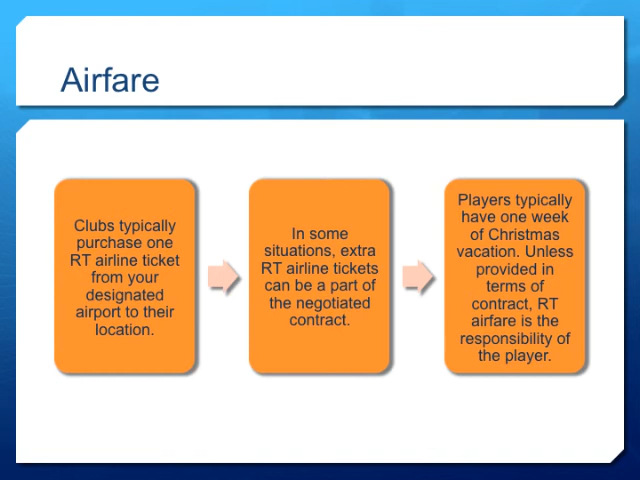 Airfare
Clubs typically
purchase one
RT airline ticket
from your
designated
airport to their
location.
In some
situations, extra
RT airline tickets
can be a part of
the negotiated
contract.
Players typically
have one week
of Christmas
vacation. Unless
provided in
terms of
contract, RT
airfare is the
responsibility of
the player.